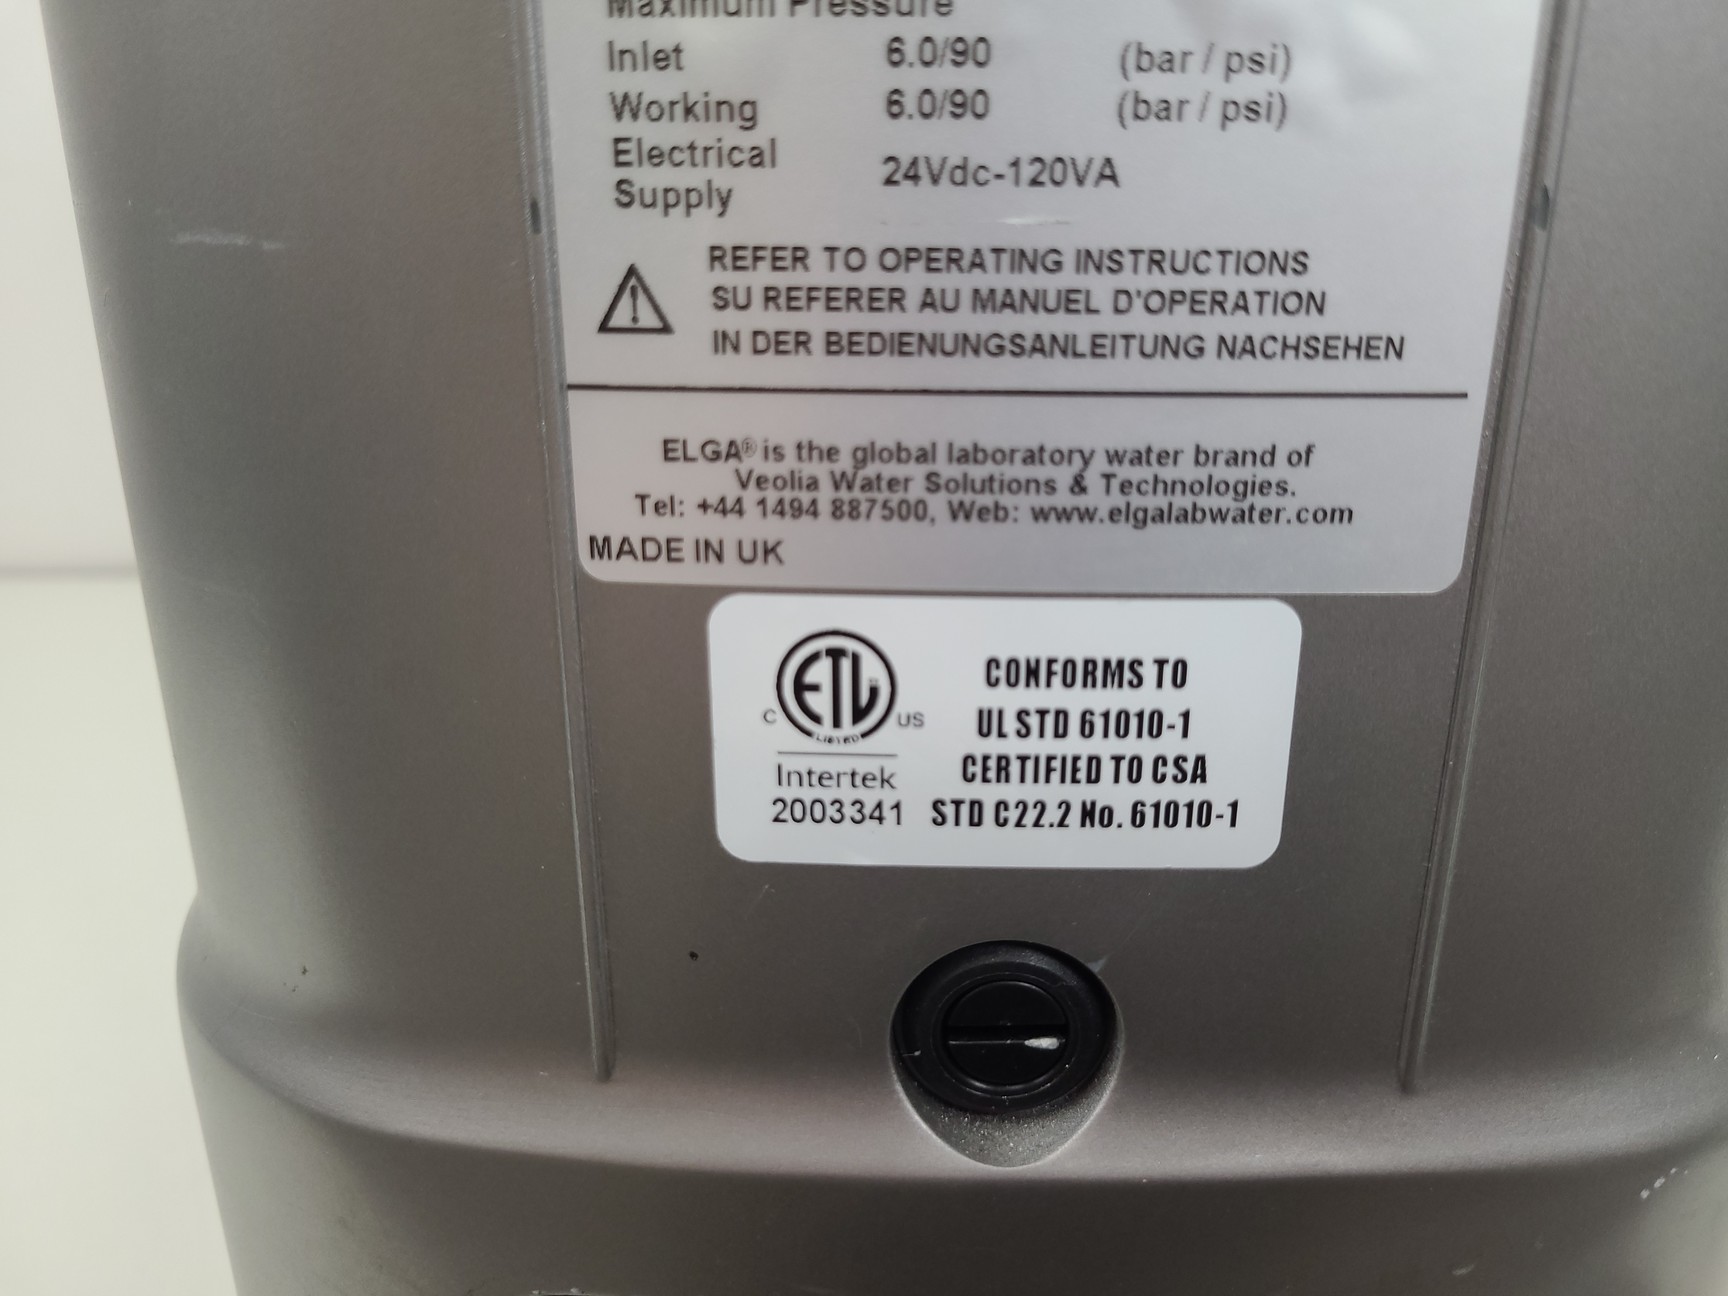 Maximum Pressure
Inlet 6.0/90 (bar / psi)
Working 6.0/90 (bar / psi)
Electrical
Supply 24Vdc-120VA
REFER TO OPERATING INSTRUCTIONS
SU REFERER AU MANUEL D'OPERATION
IN DER BEDIENUNGSANLEITUNG NACHSEHEN
ELGA® is the global laboratory water brand of
Veolia Water Solutions & Technologies.
Tel: +44 1494 887500, Web: www.elgalabwater.com
MADE IN UK
C ETL US
LISTED
Intertek
2003341
CONFORMS TO
UL STD 61010-1
CERTIFIED TO CSA
STD C22.2 No. 61010-1